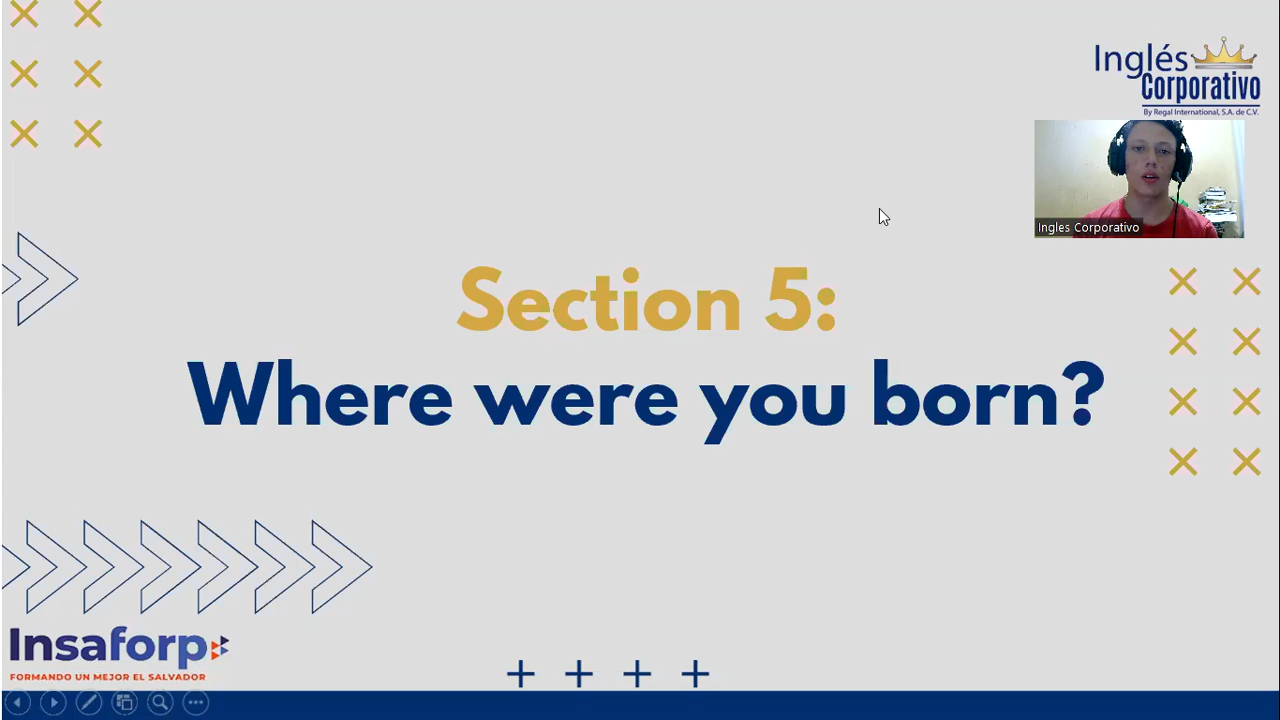 Inglés
Corporativo
By Regal International, S.A. de C.V.
Ingles Corporativo
Section 5:
Where were you born?
Insaforp
FORMANDO UN MEJOR EL SALVADOR